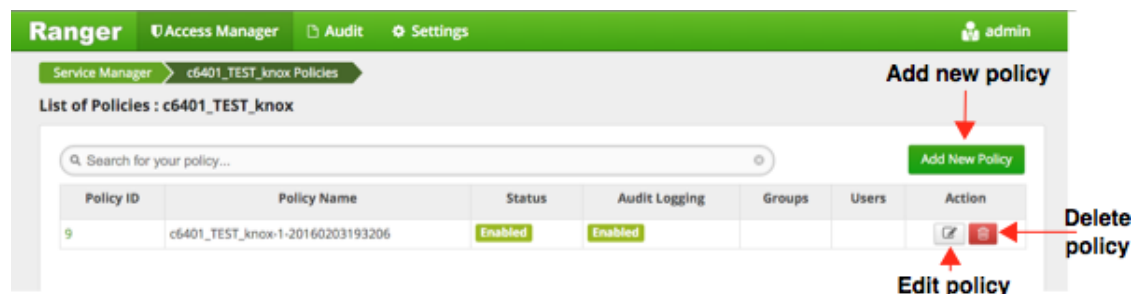 Ranger Access Manager Audit Settings admin
Service Manager c6401_TEST_knox Policies
Add new policy
List of Policies : c6401_TEST_knox
Search for your policy...
Add New Policy
Policy ID Policy Name Status Audit Logging Groups Users Action
9 c6401_TEST_knox-1-20160203193206 Enabled Enabled
Delete
policy
Edit policy